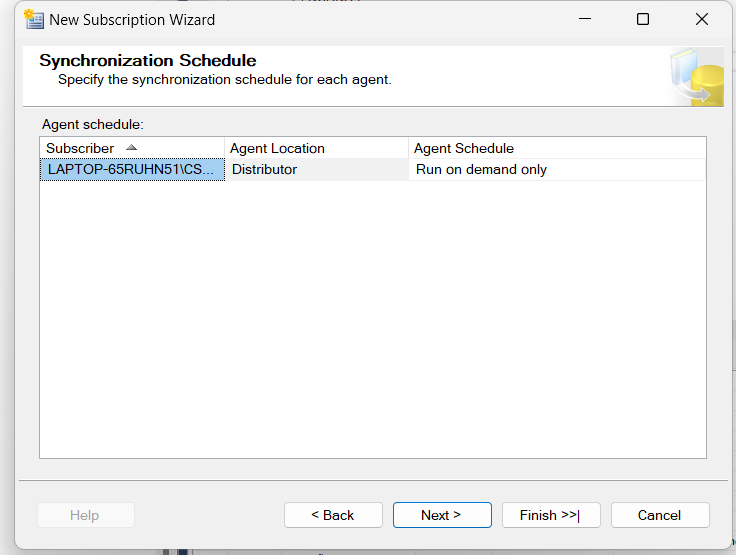 New Subscription Wizard
Synchronization Schedule
Specify the synchronization schedule for each agent.
Agent schedule:
Subscriber Agent Location Agent Schedule
LAPTOP-65RUHN51\CS... Distributor Run on demand only
Help < Back Next > Finish >>| Cancel